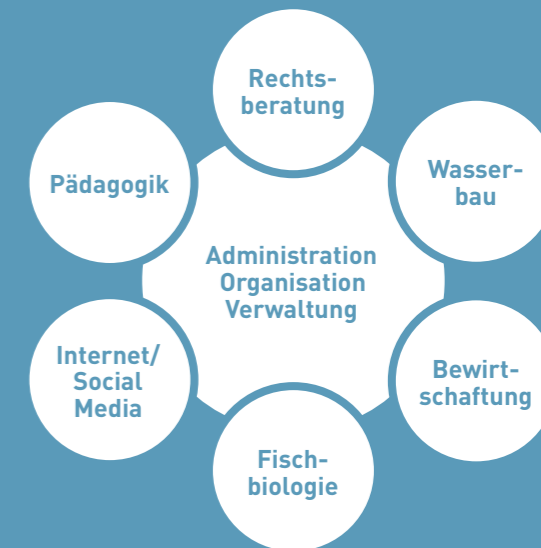 Rechts-
beratung
Pädagogik
Wasser-
bau
Administration
Organisation
Verwaltung
Internet/
Social
Media
Bewirt-
schaftung
Fisch-
biologie